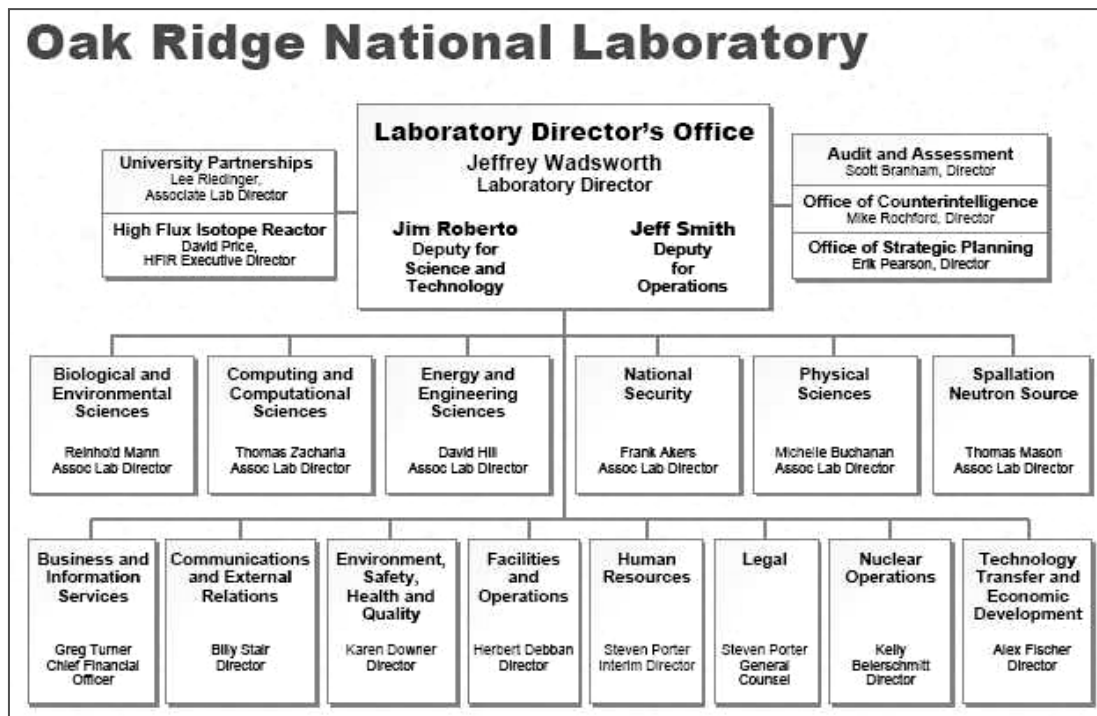 Oak Ridge National Laboratory
Laboratory Director's Office
Jeffrey Wadsworth
Laboratory Director
Jim Roberto
Deputy for
Science and
Technology
Jeff Smith
Deputy
for
Operations
University Partnerships
Lee Riedinger,
Associate Lab Director
High Flux Isotope Reactor
David Price,
HFIR Executive Director
Audit and Assessment
Scott Branham, Director
Office of Counterintelligence
Mike Rochford, Director
Office of Strategic Planning
Erik Pearson, Director
Biological and
Environmental
Sciences
Reinhold Mann
Assoc Lab Director
Computing and
Computational
Sciences
Thomas Zacharia
Assoc Lab Director
Energy and
Engineering
Sciences
David Hill
Assoc Lab Director
National
Security
Frank Akers
Assoc Lab Director
Physical
Sciences
Michelle Buchanan
Assoc Lab Director
Spallation
Neutron Source
Thomas Mason
Assoc Lab Director
Business and
Information
Services
Greg Turner
Chief Financial
Officer
Communications
and External
Relations
Billy Stair
Director
Environment,
Safety,
Health and
Quality
Karen Downer
Director
Facilities
and
Operations
Herbert Debban
Director
Human
Resources
Steven Porter
Interim Director
Legal
Steven Porter
General
Counsel
Nuclear
Operations
Kelly
Beierschmitt
Director
Technology
Transfer and
Economic
Development
Alex Fischer
Director